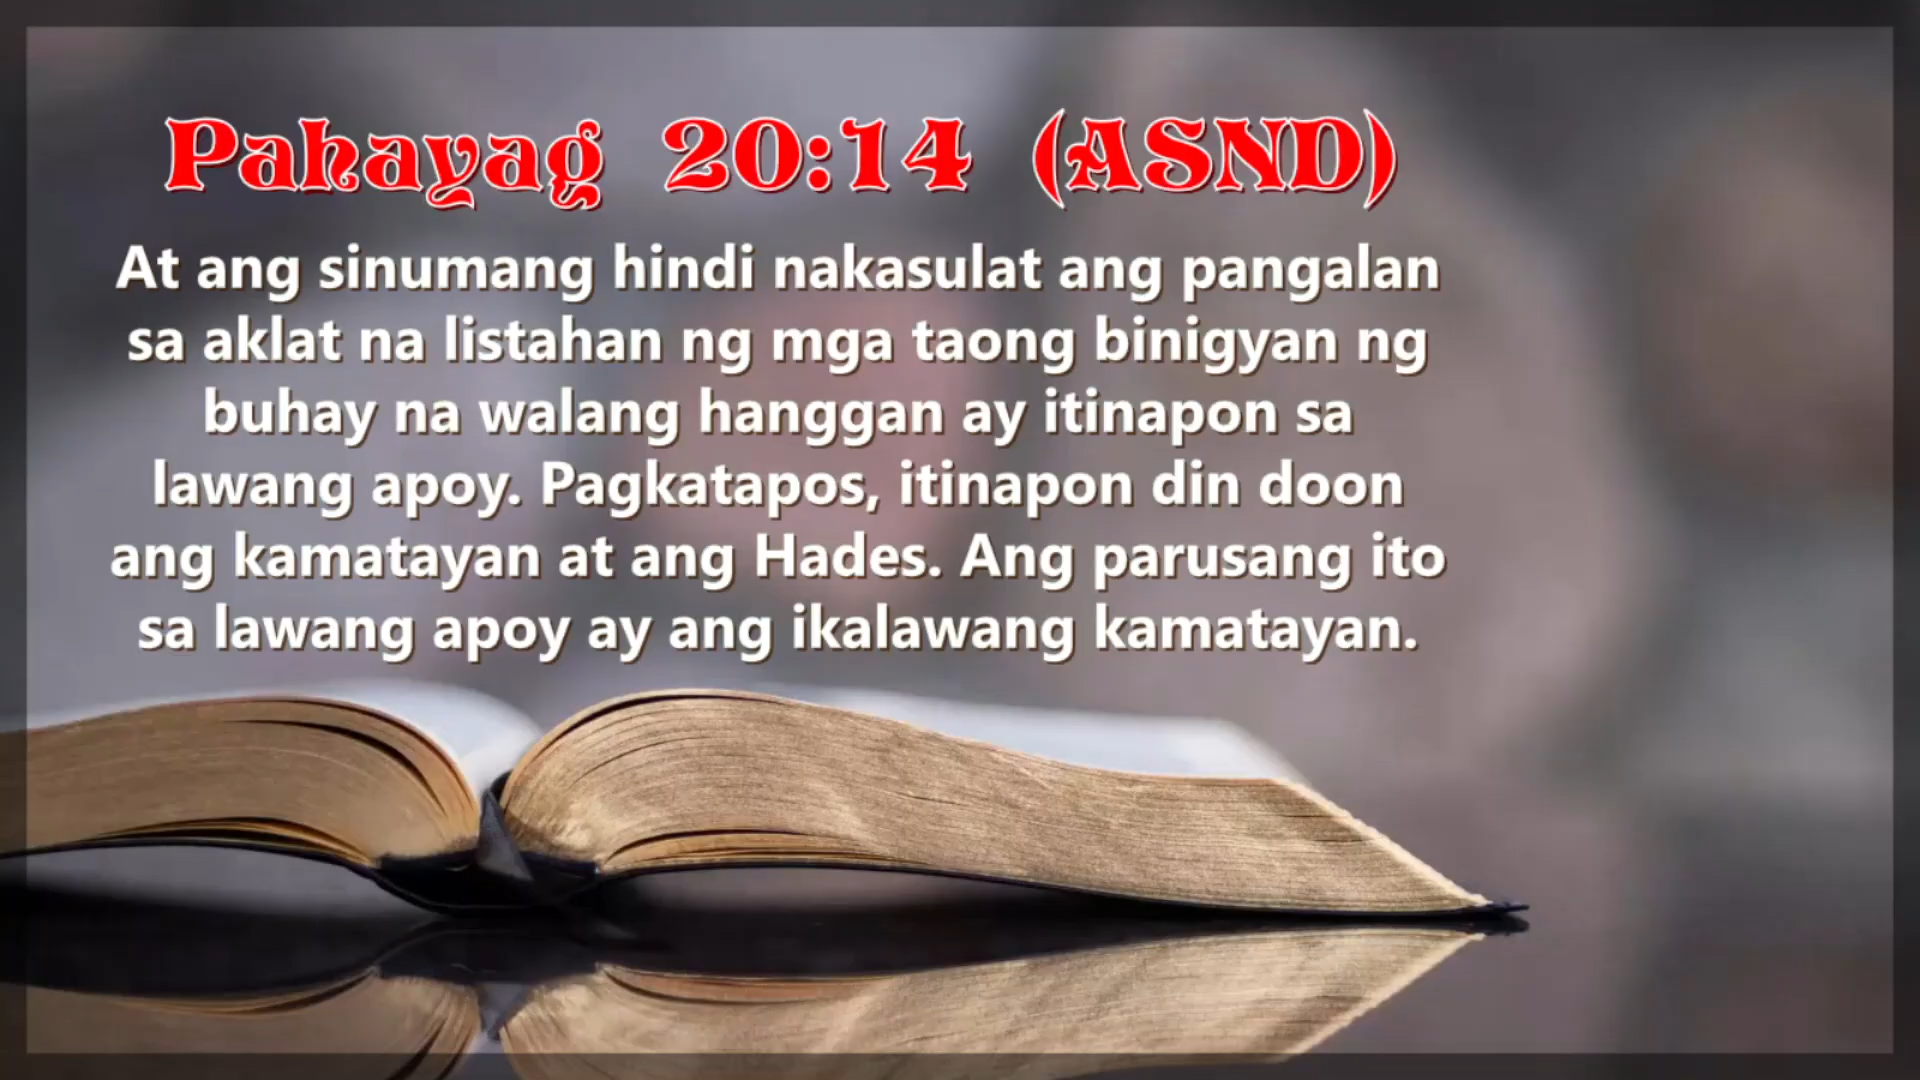 Pahayag 20:14 (ASND)
At ang sinumang hindi nakasulat ang pangalan
sa aklat na listahan ng mga taong binigyan ng
buhay na walang hanggan ay itinapon sa
lawang apoy. Pagkatapos, itinapon din doon
ang kamatayan at ang Hades. Ang parusang ito
sa lawang apoy ay ang ikalawang kamatayan.